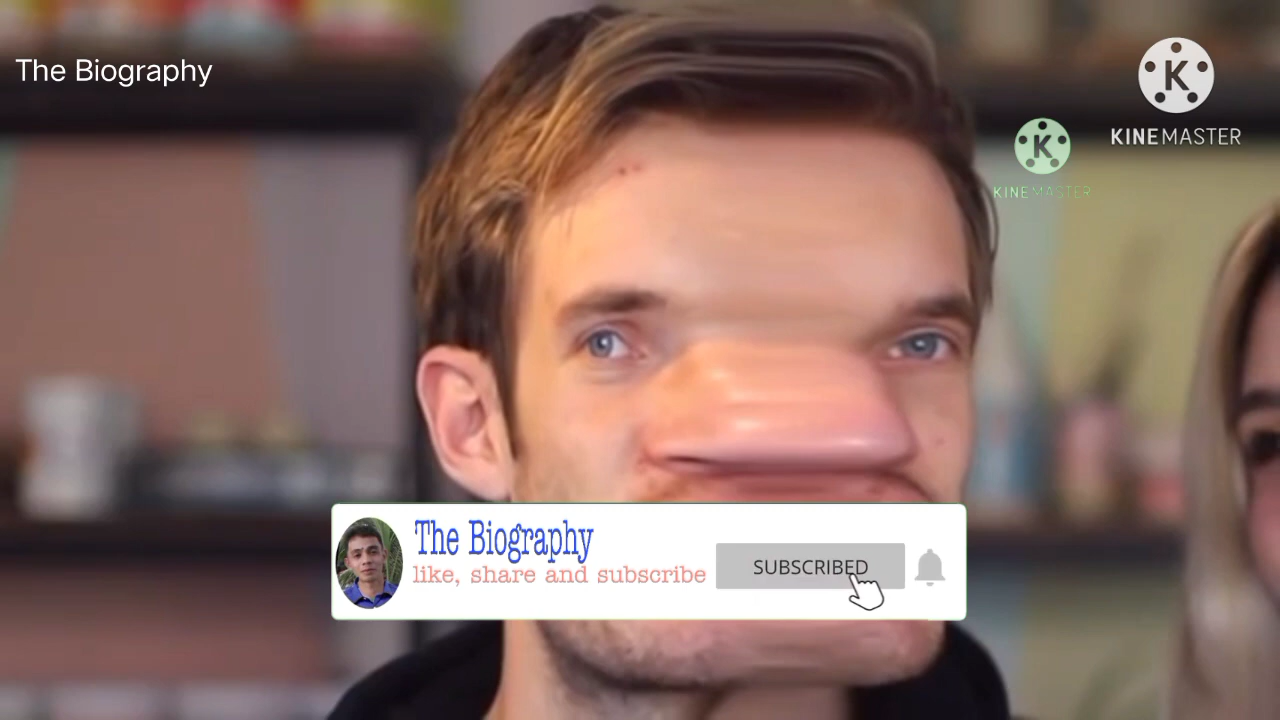 The Biography
K
KINEMASTER
K
KINEMASTER
The Biography
like, share and subscribe
SUBSCRIBED